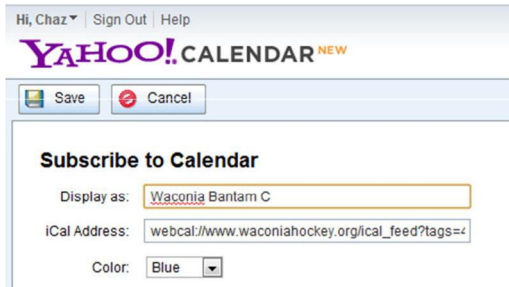 Hi, Chaz Sign Out Help
YAHOO! CALENDAR NEW
Save Cancel
Subscribe to Calendar
Display as: Waconia Bantam C
iCal Address: webcal://www.waconiahockey.org/ical_feed?tags=4
Color: Blue